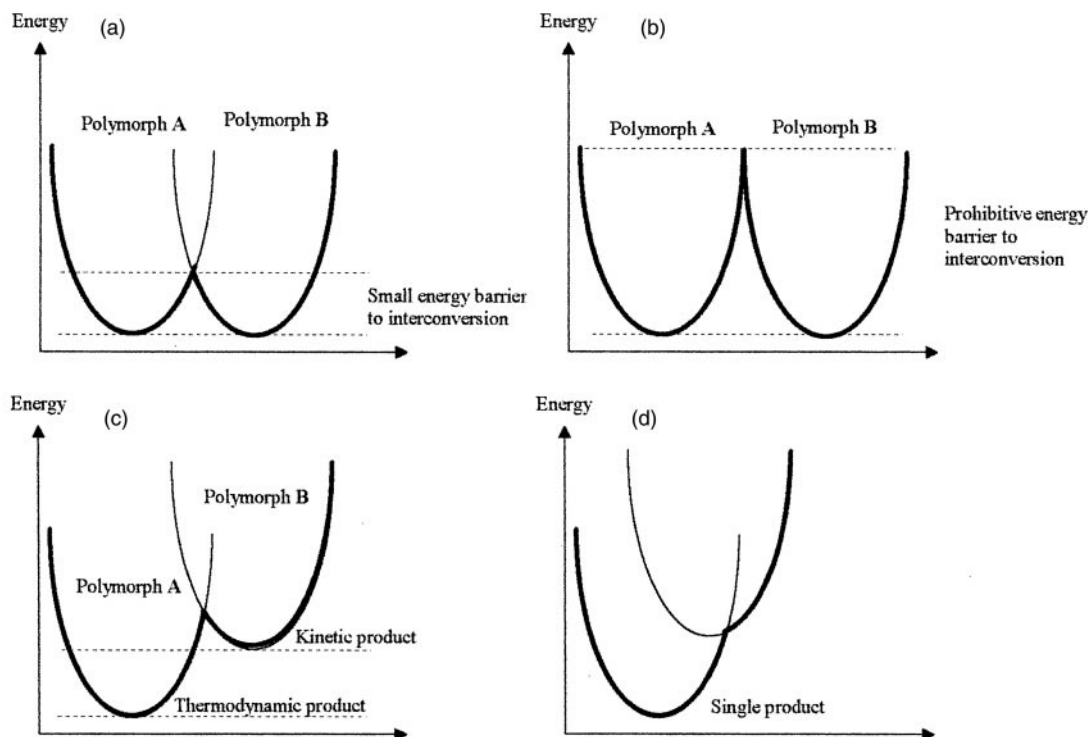 Energy
(a)
Polymorph A
Polymorph B
Small energy barrier
to interconversion
Energy
(b)
Polymorph A
Polymorph B
Prohibitive energy
barrier to
interconversion
Energy
(c)
Polymorph B
Polymorph A
Kinetic product
Thermodynamic product
Energy
(d)
Single product